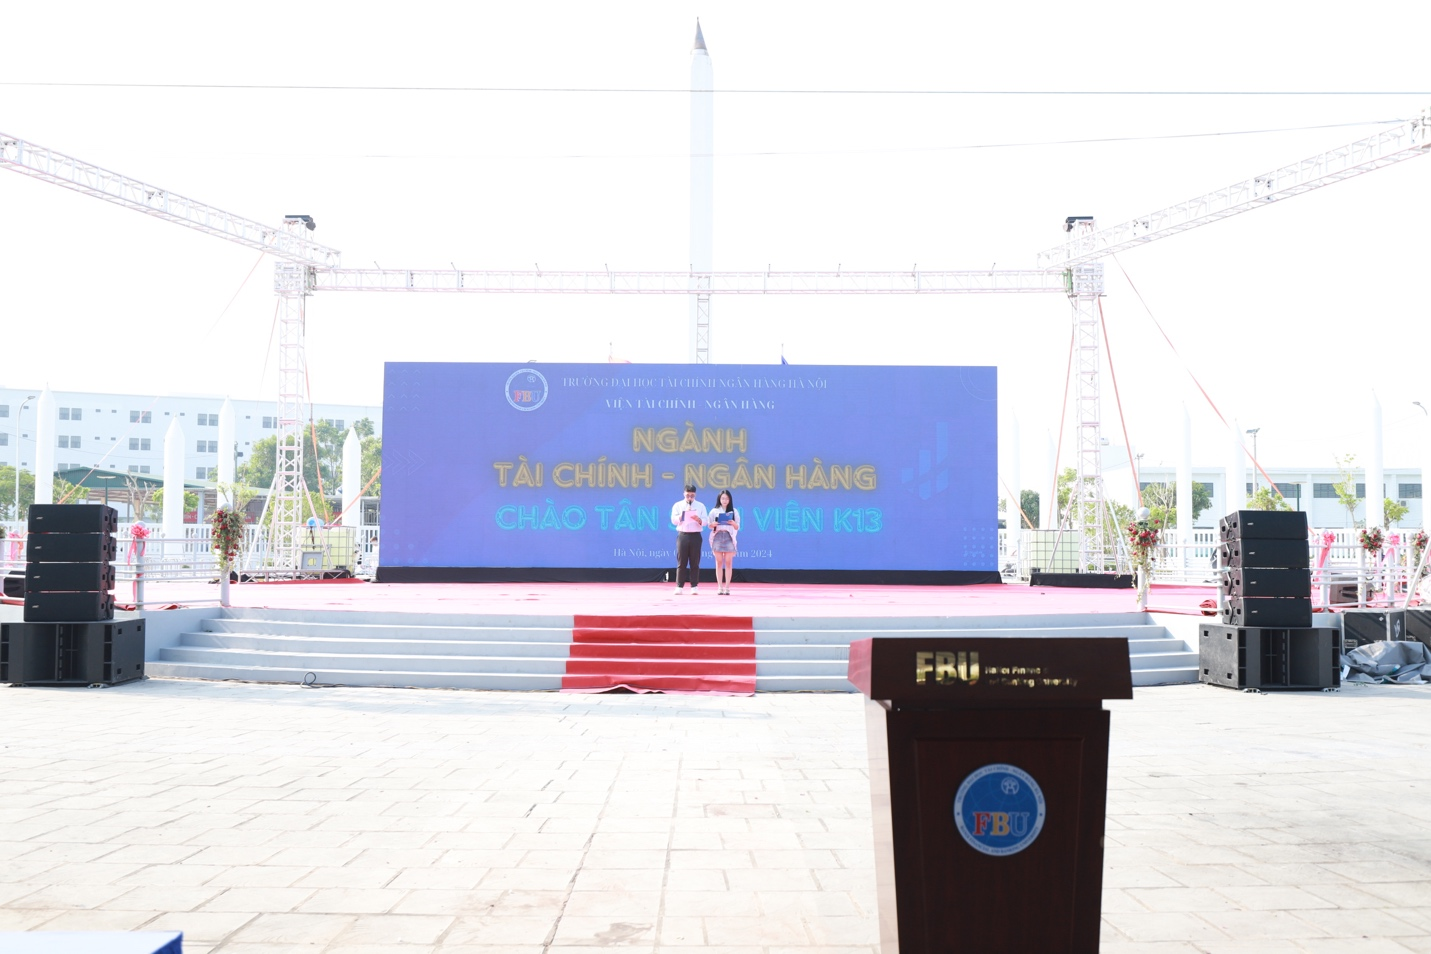 FBU
TRƯỜNG ĐẠI HỌC TÀI CHÍNH NGÂN HÀNG HÀ NỘI
VIỆN TÀI CHÍNH - NGÂN HÀNG
NGÀNH
TÀI CHÍNH - NGÂN HÀNG
CHÀO TÂN VIÊN K13
Hà Nội, ngày 2024
FBU
FBU